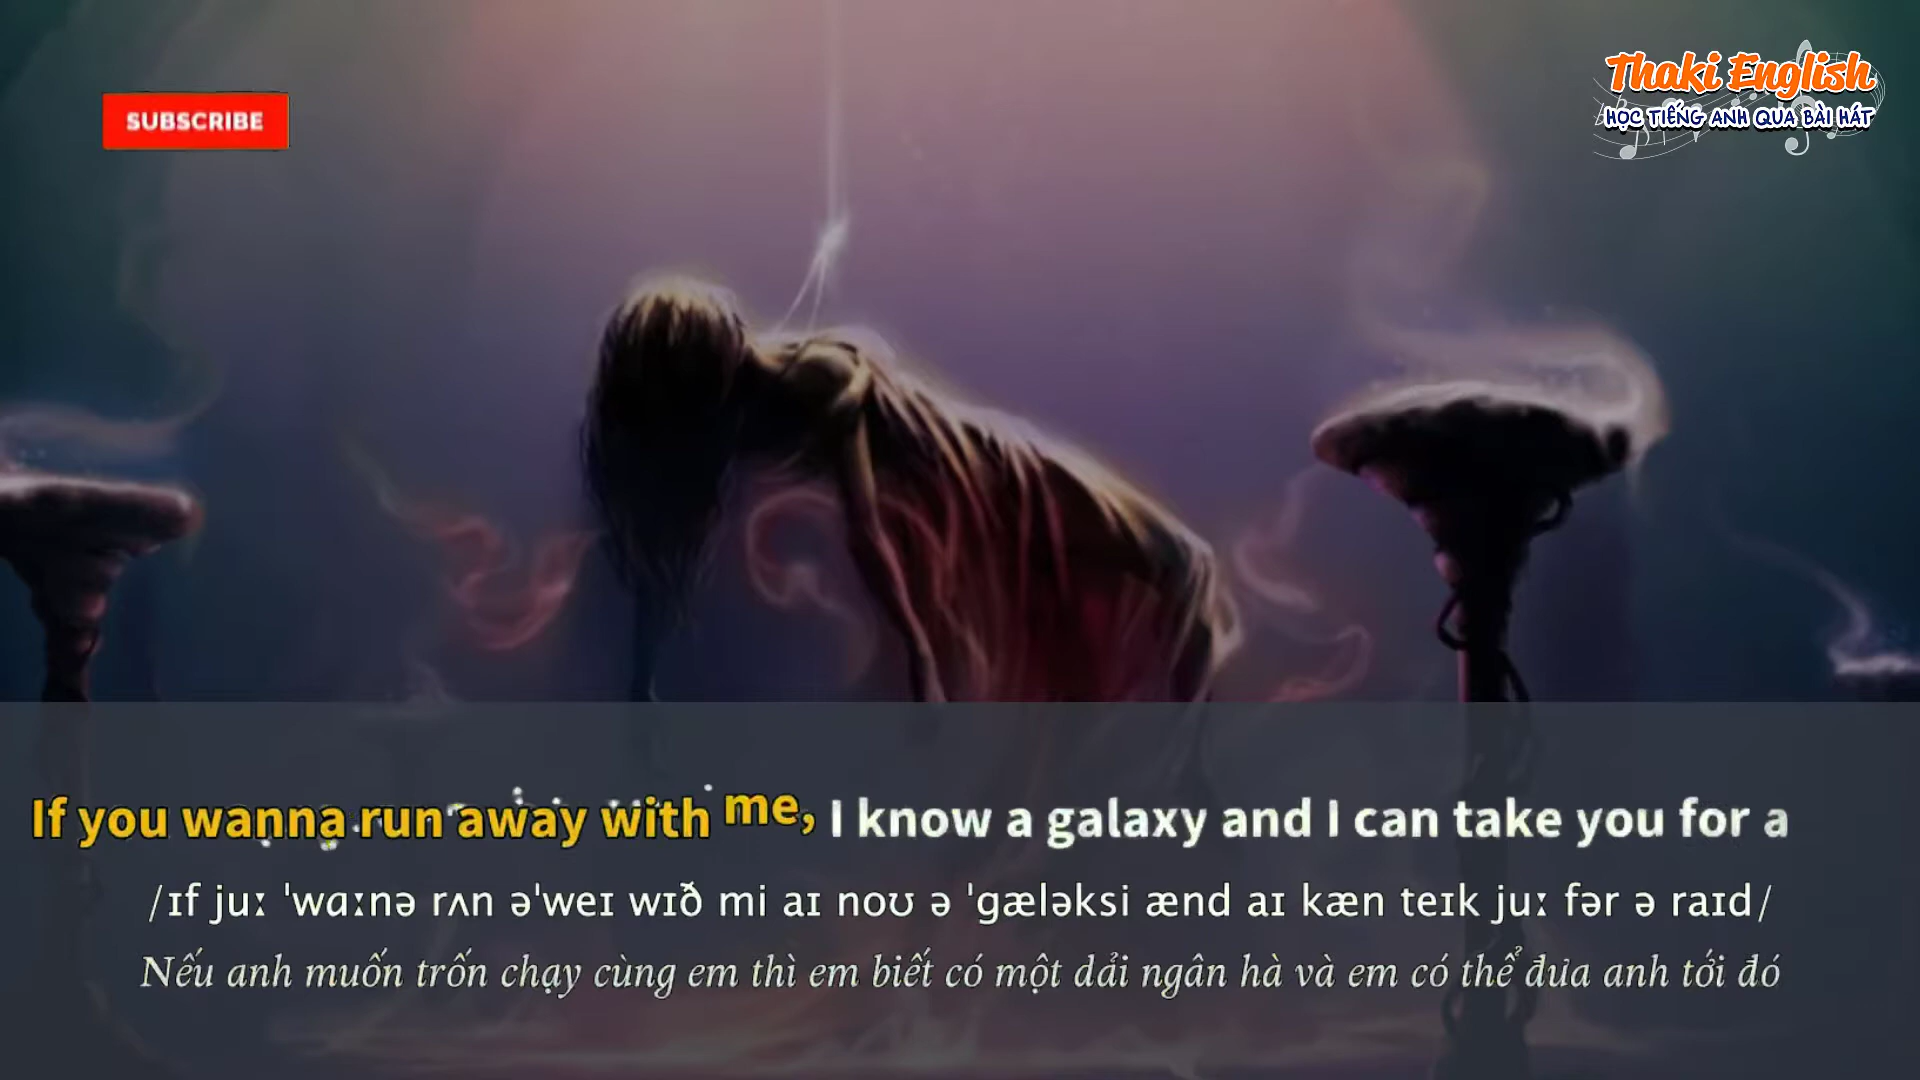 SUBSCRIBE
Thaki English
HỌC TIẾNG ANH QUA BÀI HÁT
If you wanna run away with me, I know a galaxy and I can take you for a
/ɪf juː ˈwɑːnə rʌn əˈweɪ wɪð mi aɪ noʊ ə ˈɡæləksi ænd aɪ kæn teɪk juː fər ə raɪd/
Nếu anh muốn trốn chạy cùng em thì em biết có một dải ngân hà và em có thể đưa anh tới đó